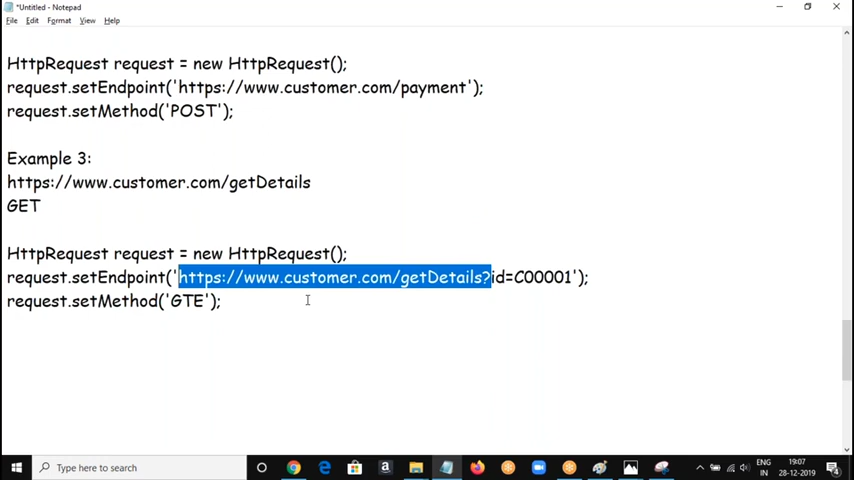 *Untitled - Notepad
File Edit Format View Help
HttpRequest request = new HttpRequest();
request.setEndpoint('https://www.customer.com/payment');
request.setMethod('POST');
Example 3:
https://www.customer.com/getDetails
GET
HttpRequest request = new HttpRequest();
request.setEndpoint('https://www.customer.com/getDetails?id=C00001');
request.setMethod('GTE');
Type here to search
ENG
IN
19:07
28-12-2019